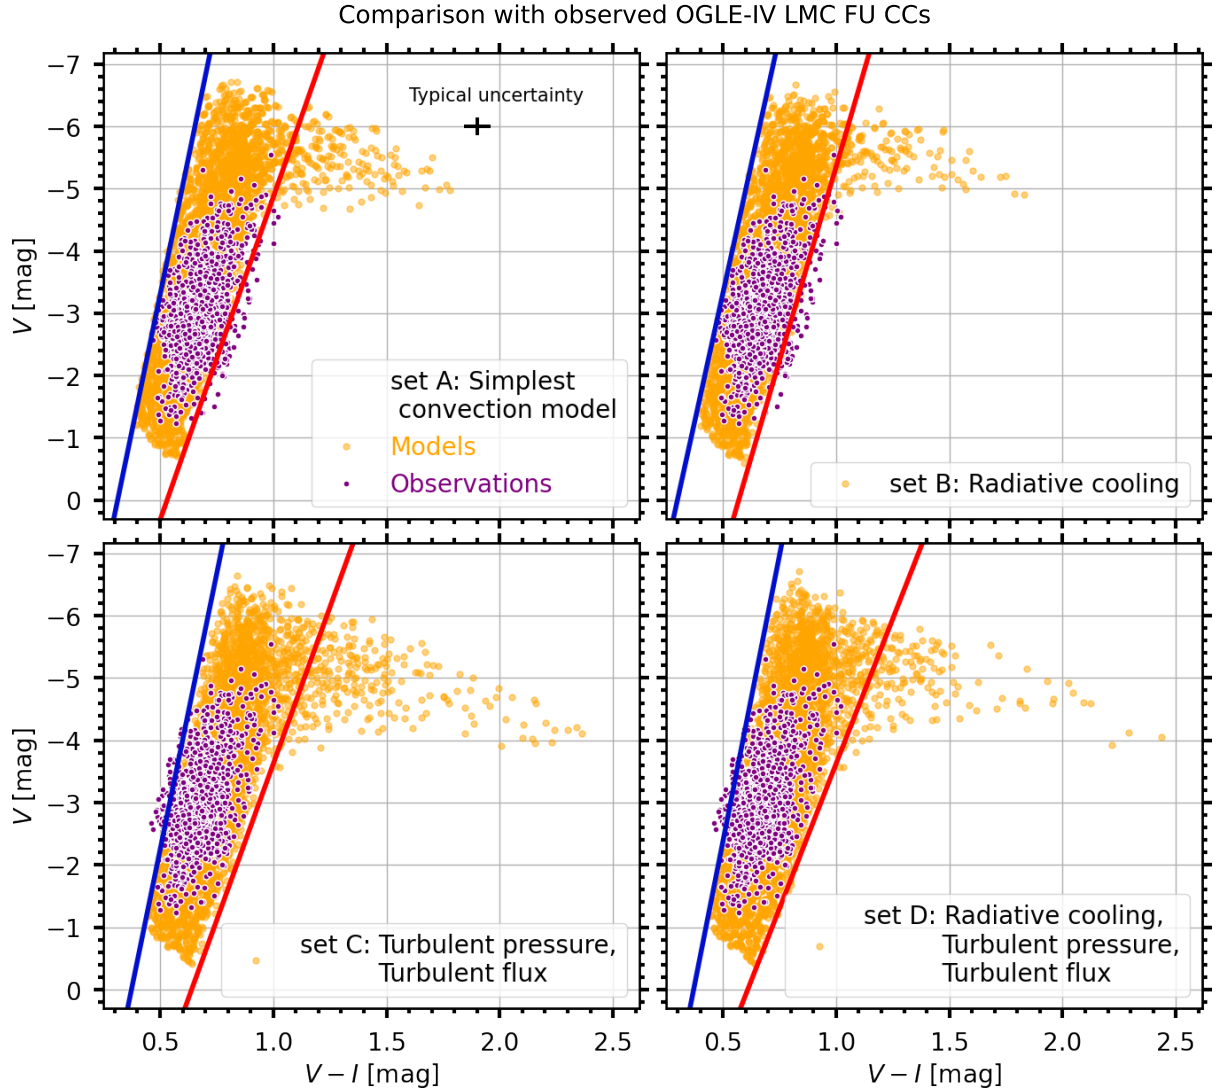 Comparison with observed OGLE-IV LMC FU CCs
−7
−6
−5
−4
−3
−2
−1
0
V [mag]
Typical uncertainty
set A: Simplest
convection model
Models
Observations
set B: Radiative cooling
−7
−6
−5
−4
−3
−2
−1
0
V [mag]
set C: Turbulent pressure,
Turbulent flux
set D: Radiative cooling,
Turbulent pressure,
Turbulent flux
0.5 1.0 1.5 2.0 2.5
0.5 1.0 1.5 2.0 2.5
V − I [mag]
V − I [mag]